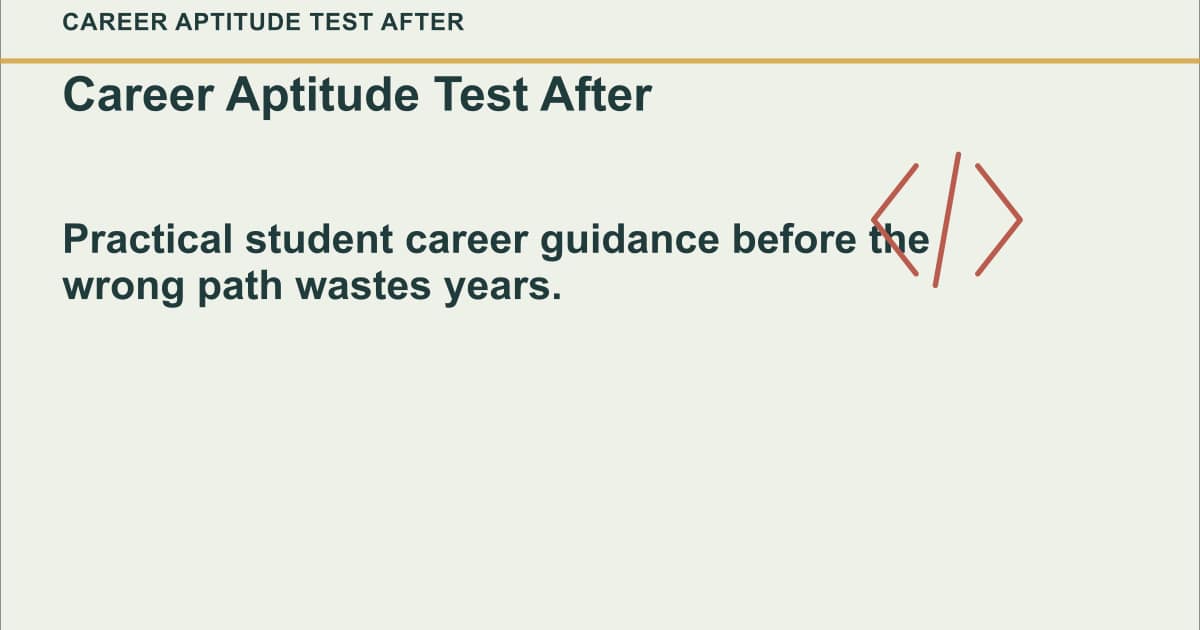 CAREER APTITUDE TEST AFTER
Career Aptitude Test After
Practical student career guidance before the
wrong path wastes years.